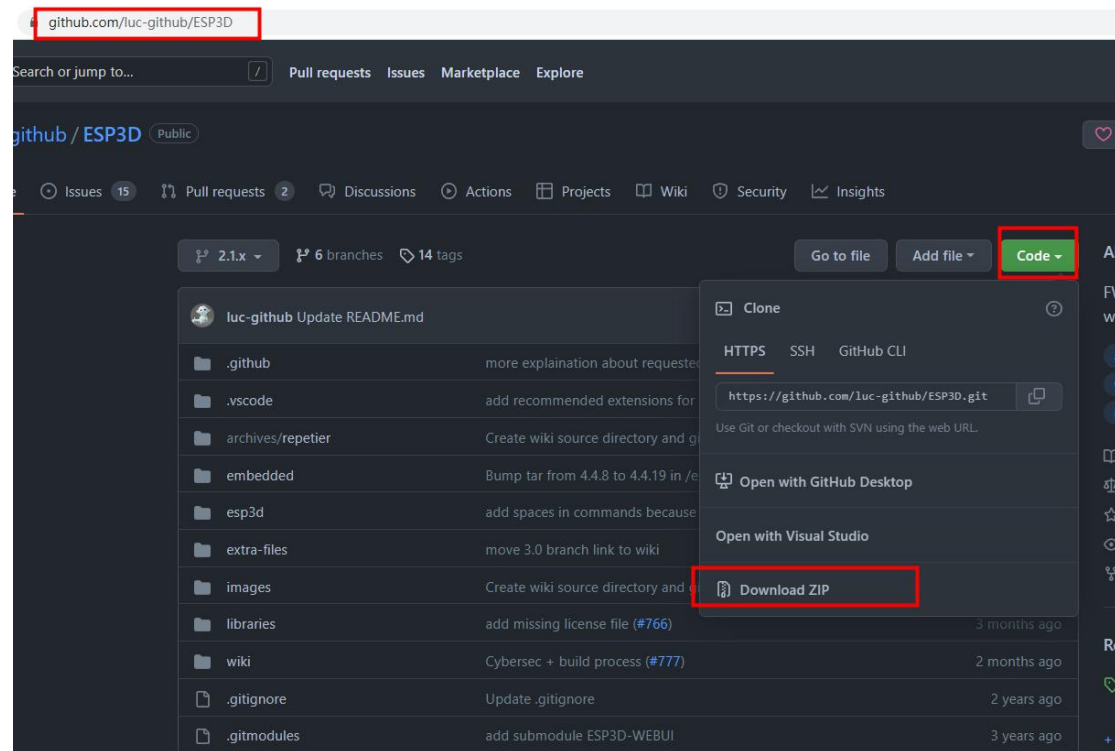 github.com/luc-github/ESP3D
Search or jump to... / Pull requests Issues Marketplace Explore
github / ESP3D Public
Issues 15 Pull requests 2 Discussions Actions Projects Wiki Security Insights
2.1.x 6 branches 14 tags Go to file Add file Code
luc-github Update README.md
Clone
HTTPS SSH GitHub CLI
https://github.com/luc-github/ESP3D.git
Use Git or checkout with SVN using the web URL.
Open with GitHub Desktop
Open with Visual Studio
Download ZIP
.github more explaination about requested
.vscode add recommended extensions for
archives/repetier Create wiki source directory and
embedded Bump tar from 4.4.8 to 4.4.19 in
esp3d add spaces in commands because
extra-files move 3.0 branch link to wiki
images Create wiki source directory and
libraries add missing license file (#766) 3 months ago
wiki Cybersec + build process (#777) 2 months ago
.gitignore Update .gitignore 2 years ago
.gitmodules add submodule ESP3D-WEBUI 3 years ago